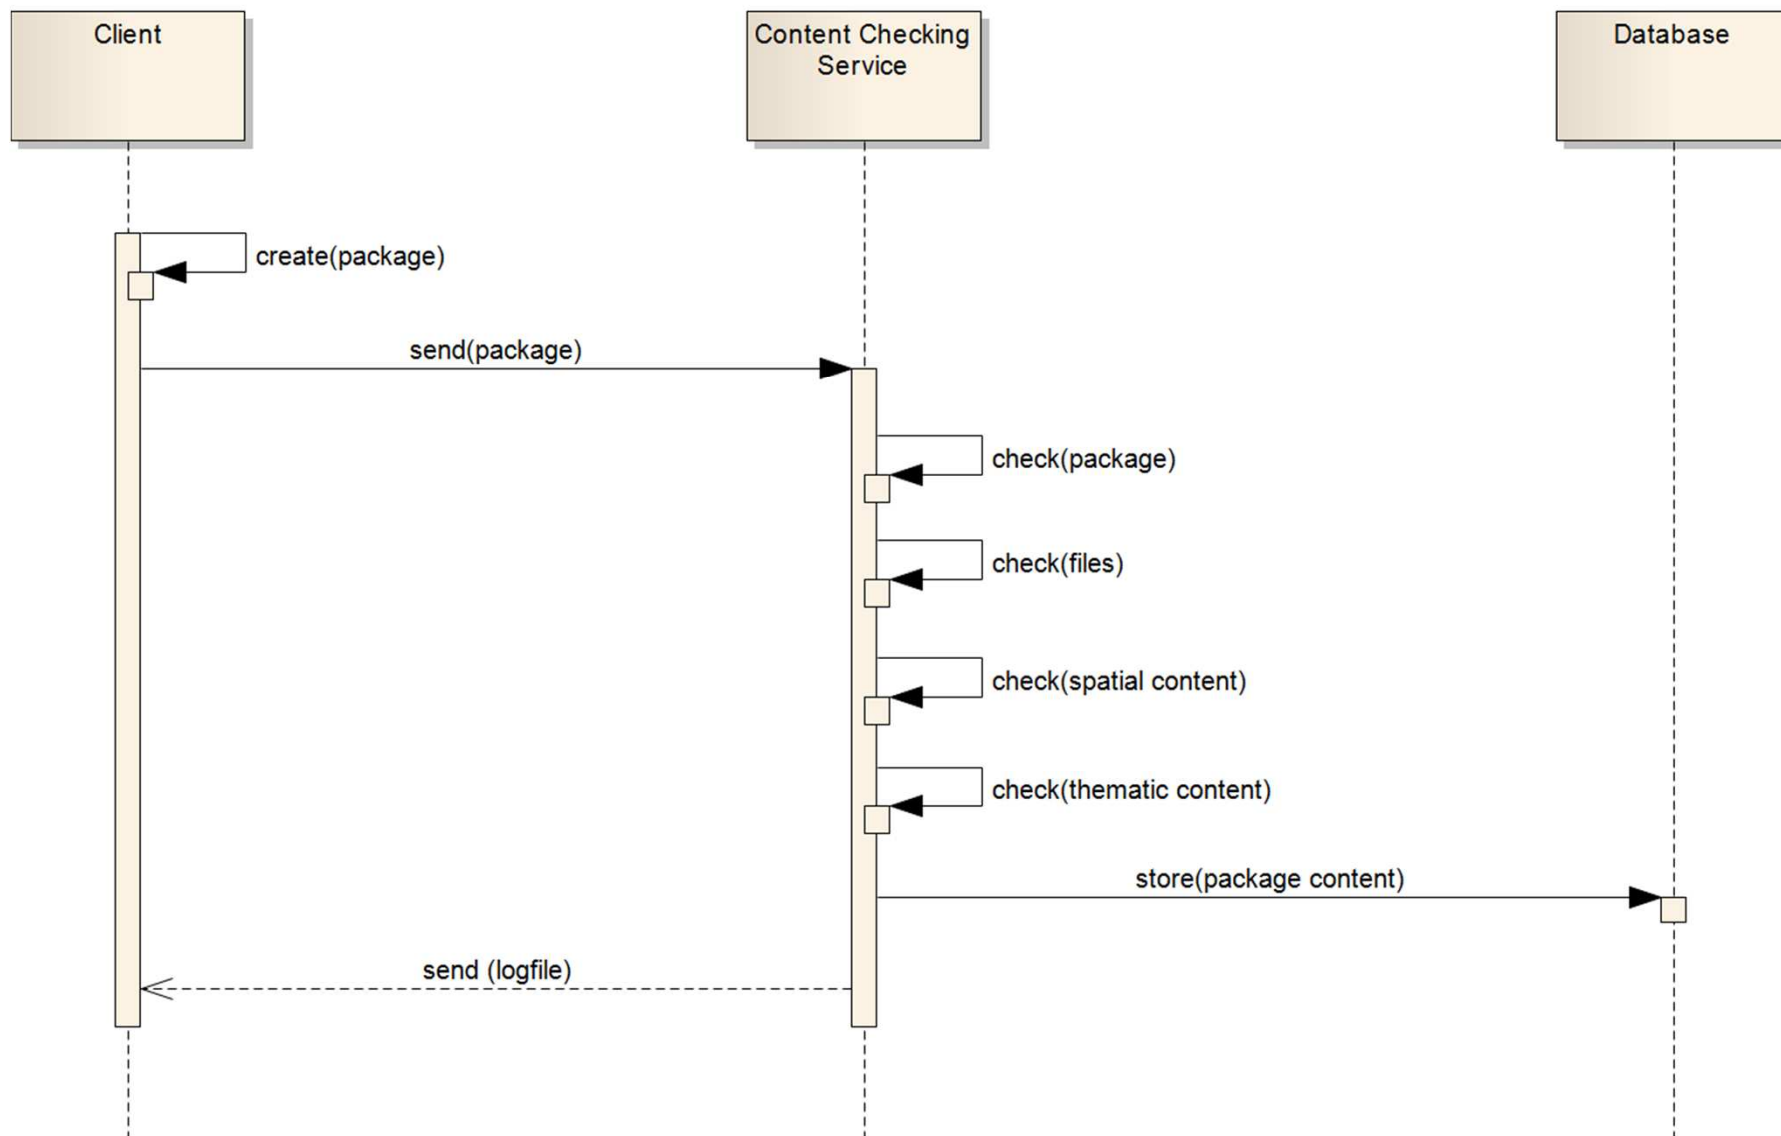 Client
Content Checking
Service
Database
create(package)
send(package)
check(package)
check(files)
check(spatial content)
check(thematic content)
store(package content)
send (logfile)